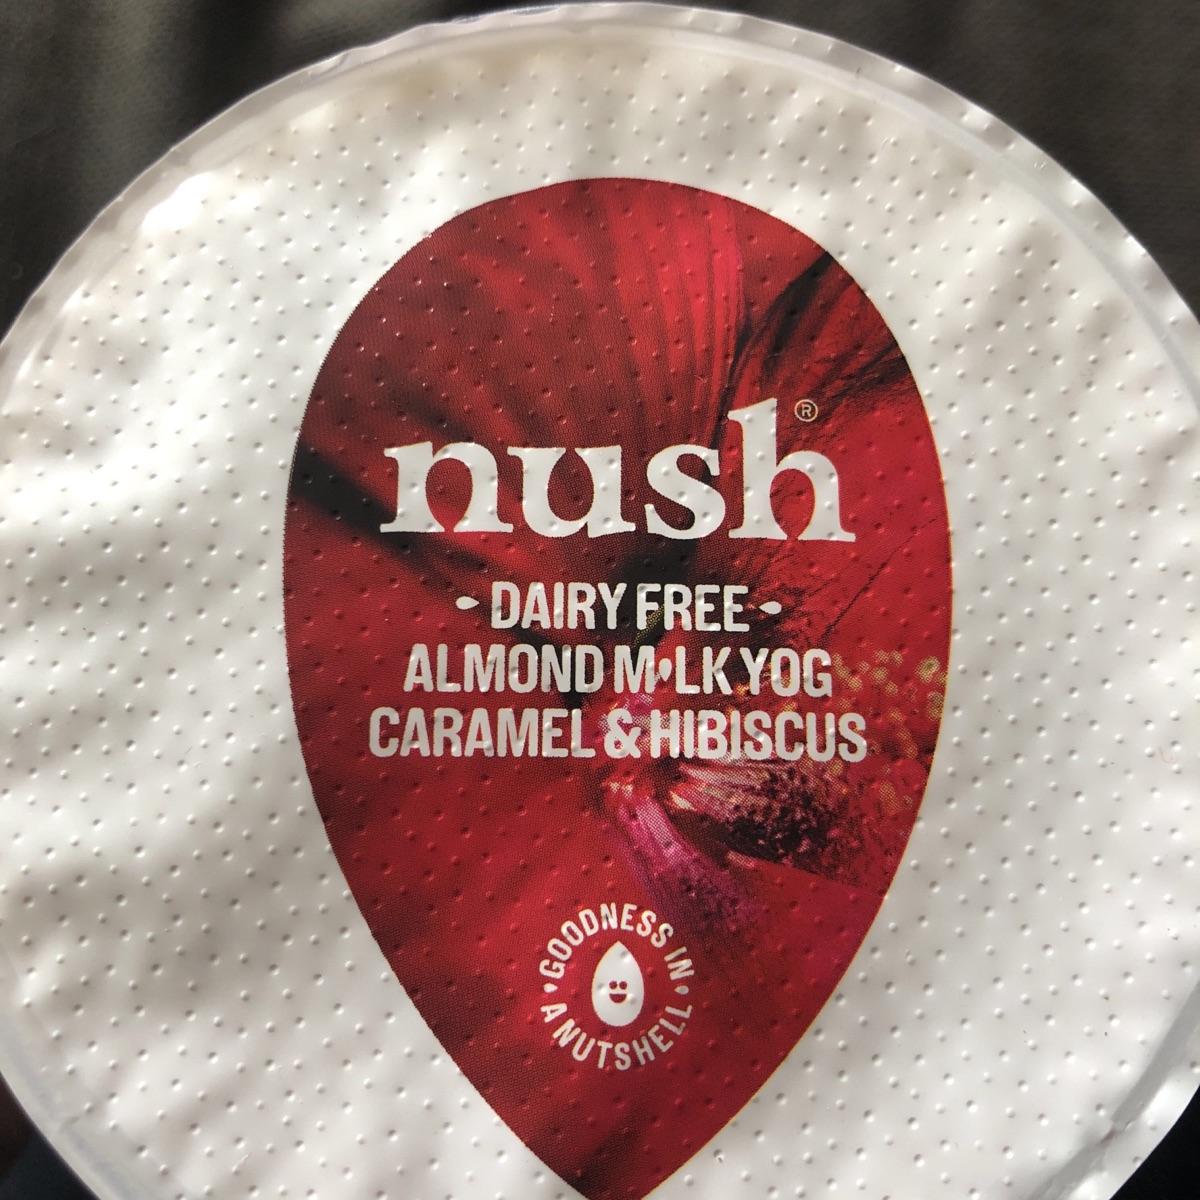 nush®
DAIRY FREE
ALMOND M•LK YOG
CARAMEL & HIBISCUS
•GOODNESS IN•
A NUTSHELL